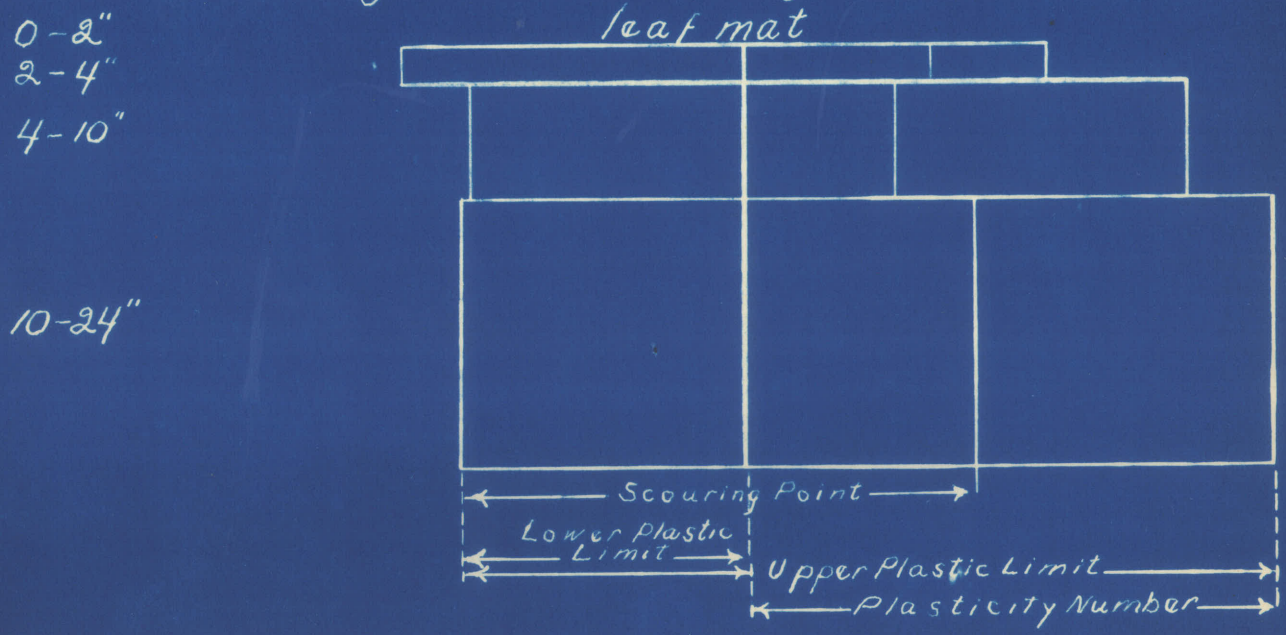 0-2"
leaf mat
2-4"
4-10"
10-24"
Scouring Point
Lower Plastic
Limit
Upper Plastic Limit
Plasticity Number